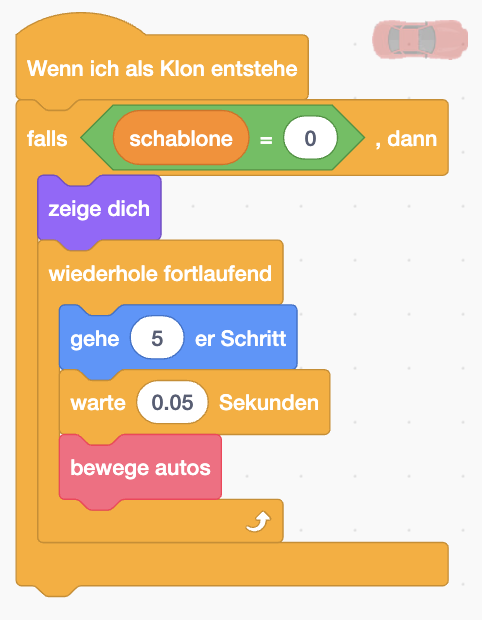 Wenn ich als Klon entstehe
falls schablone = 0 , dann
zeige dich
wiederhole fortlaufend
gehe 5 er Schritt
warte 0.05 Sekunden
bewege autos